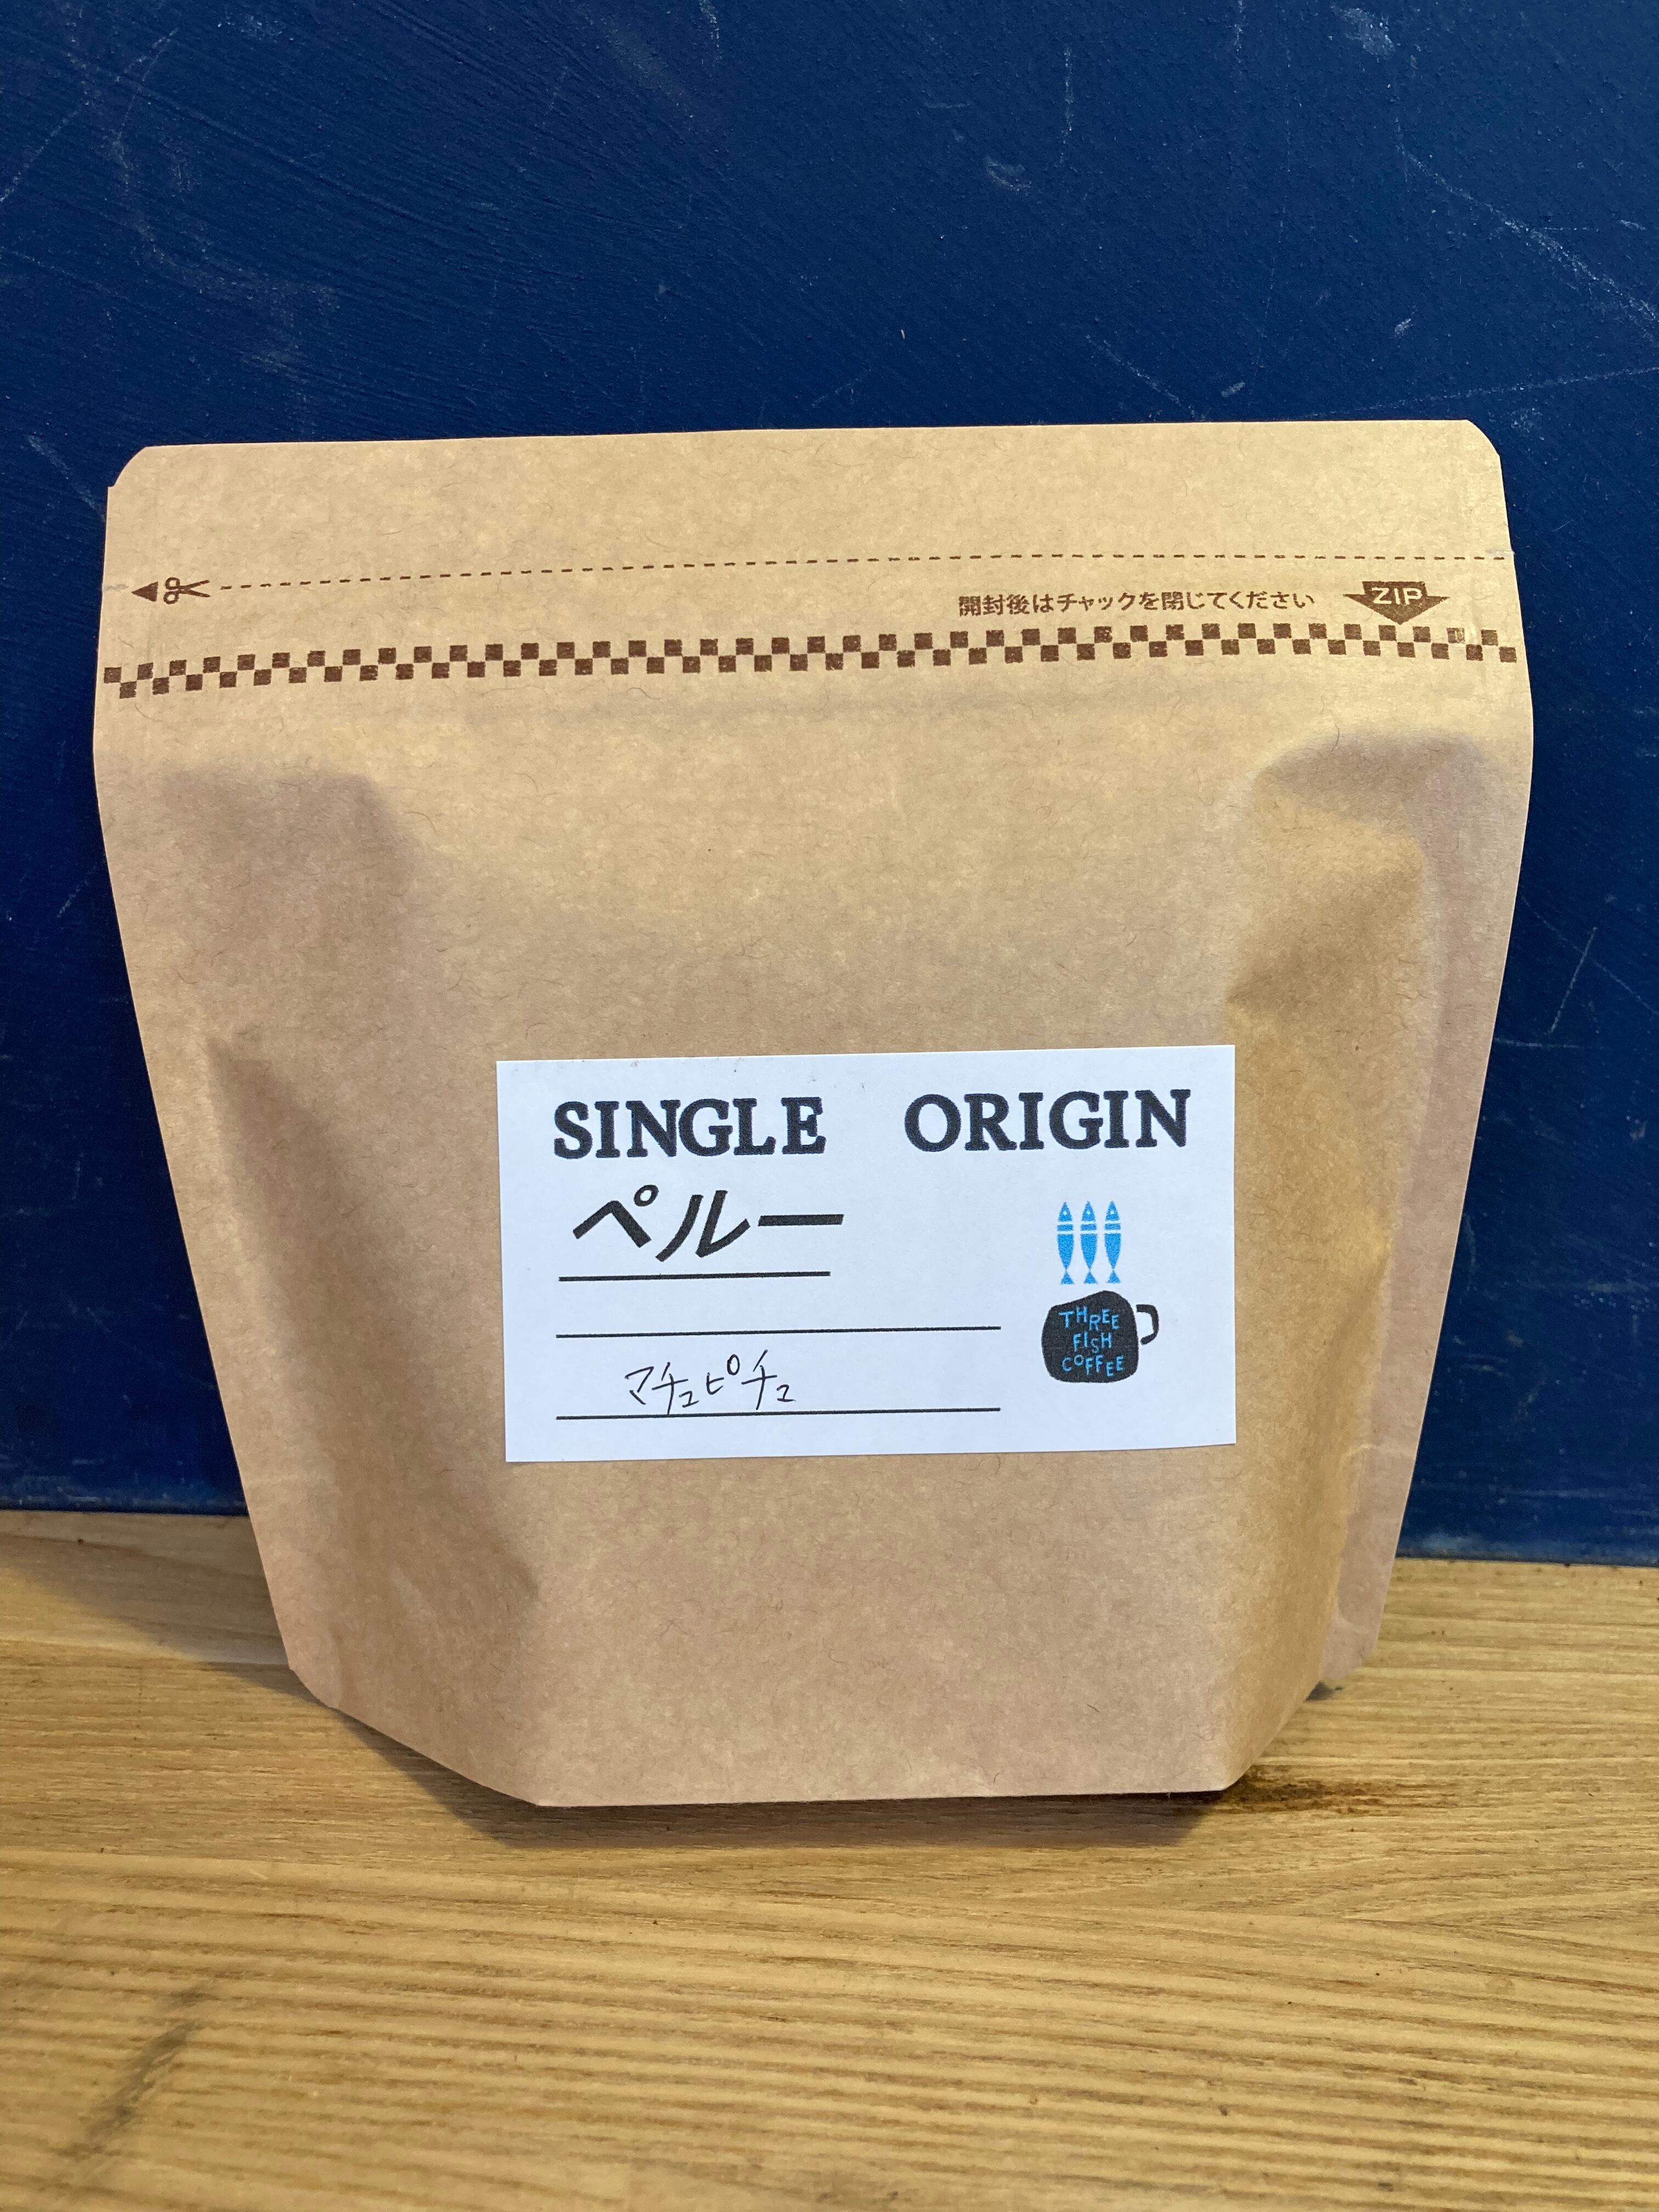 開封後はチャックを閉じてください
ZIP
SINGLE ORIGIN
ペルー
マチュピチュ
THREE
FISH
COFFEE